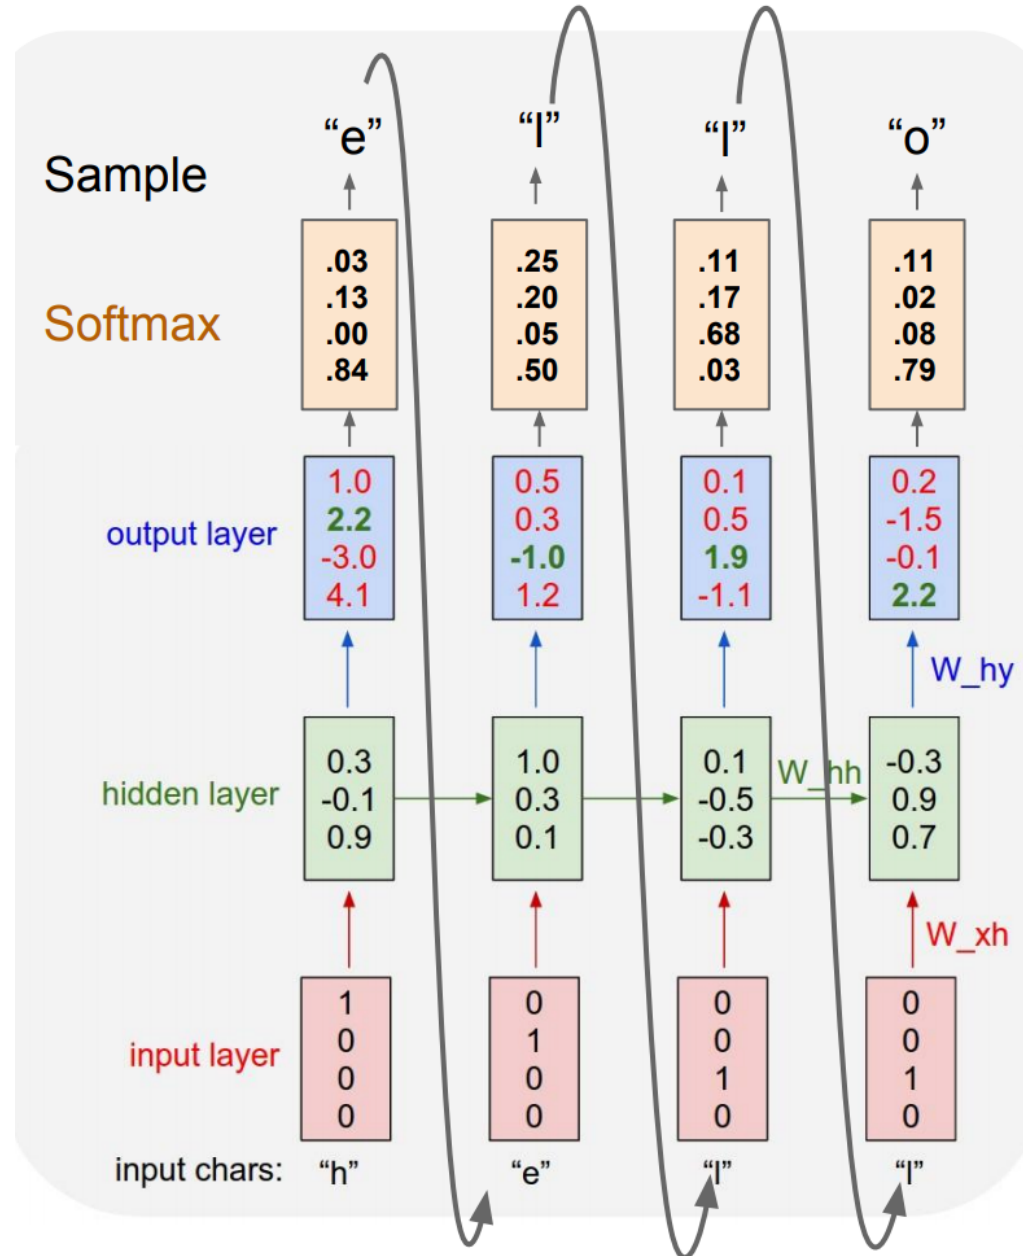 “e” “l” “l” “o”
Sample
.03 .25 .11 .11
.13 .20 .17 .02
Softmax
.00 .05 .68 .08
.84 .50 .03 .79
1.0 0.5 0.1 0.2
2.2 0.3 0.5 -1.5
output layer
-3.0 -1.0 1.9 -0.1
4.1 1.2 -1.1 2.2
W_hy
0.3 1.0 0.1 W_hh -0.3
hidden layer -0.1 0.3 -0.5 0.9
0.9 0.1 -0.3 0.7
W_xh
1 0 0 0
0 1 0 0
input layer
0 0 1 1
0 0 0 0
input chars: “h” “e” “l” “l”